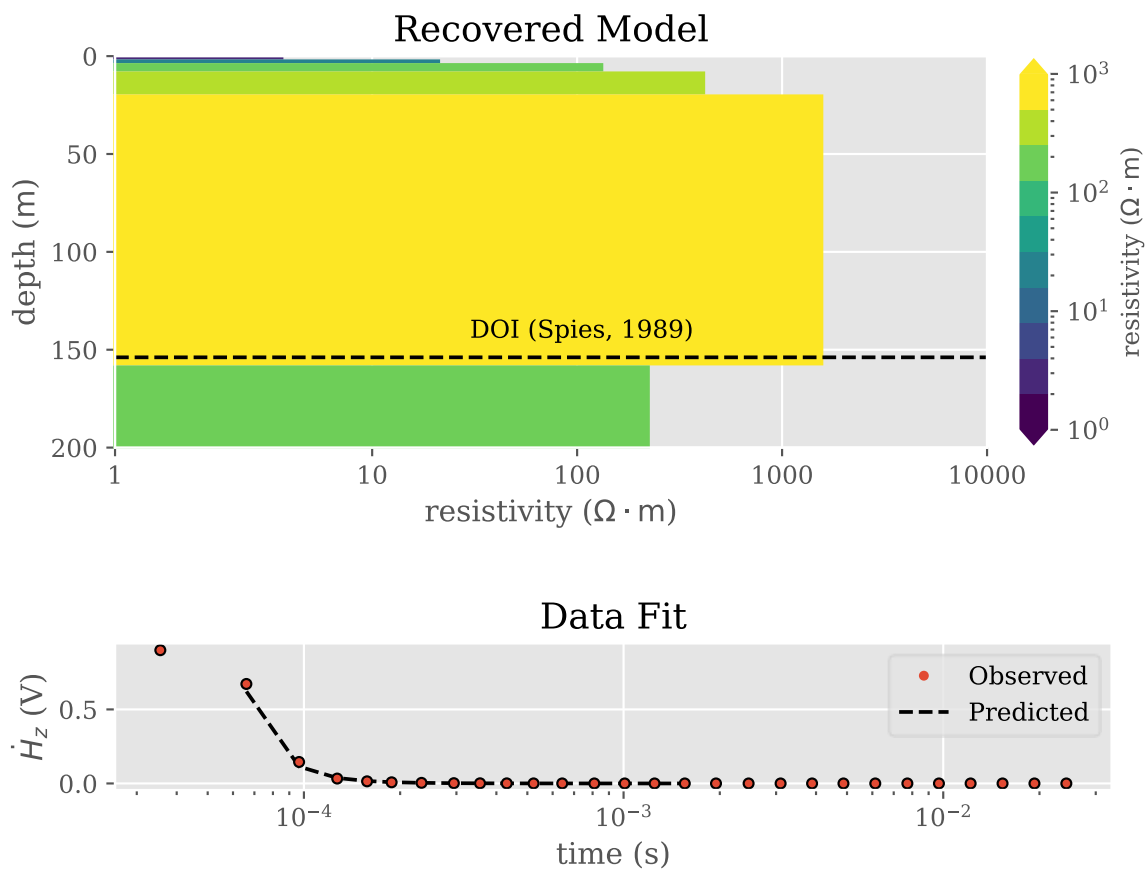 Recovered Model
0
50
100
150
200
depth (m)
DOI (Spies, 1989)
1
10
100
1000
10000
resistivity (Ω · m)
10³
10²
10¹
10⁰
resistivity (Ω · m)
Data Fit
0.5
0.0
Ḣz (V)
Observed
Predicted
10⁻⁴
10⁻³
10⁻²
time (s)